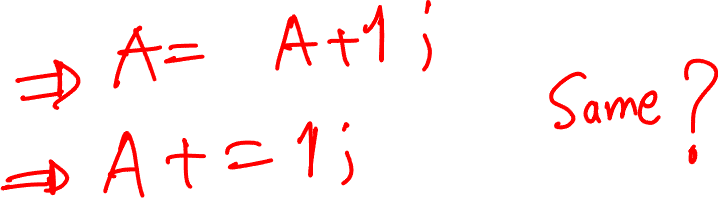 ⇒ A = A+1;
Same?
⇒ A += 1;